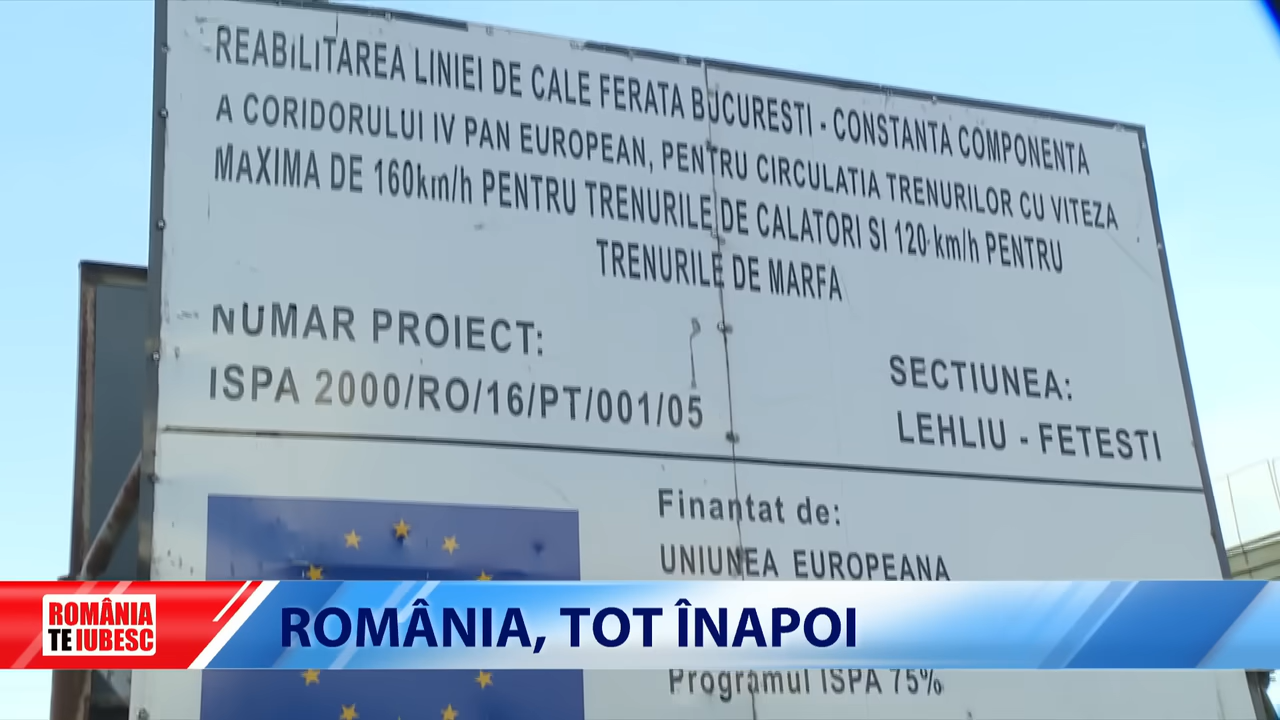 REABILITAREA LINIEI DE CALE FERATA BUCURESTI - CONSTANTA COMPONENTA
A CORIDORULUI IV PAN EUROPEAN, PENTRU CIRCULATIA TRENURILOR CU VITEZA
MAXIMA DE 160km/h PENTRU TRENURILE DE CALATORI SI 120 km/h PENTRU
TRENURILE DE MARFA
NUMAR PROIECT:
ISPA 2000/RO/16/PT/001/05
SECTIUNEA:
LEHLIU - FETESTI
Finantat de:
UNIUNEA EUROPEANA
ROMÂNIA
TE IUBESC
ROMÂNIA, TOT ÎNAPOI
Programul ISPA 75%